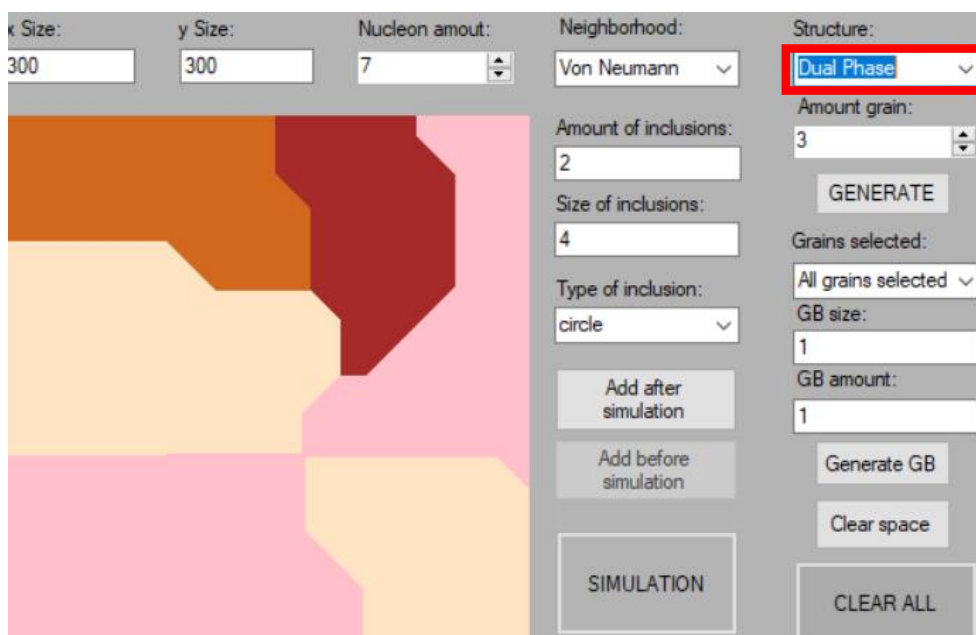 x Size:
300
y Size:
300
Nucleon amout:
7
Neighborhood:
Von Neumann
Amount of inclusions:
2
Size of inclusions:
4
Type of inclusion:
circle
Add after
simulation
Add before
simulation
SIMULATION
Structure:
Dual Phase
Amount grain:
3
GENERATE
Grains selected:
All grains selected
GB size:
1
GB amount:
1
Generate GB
Clear space
CLEAR ALL